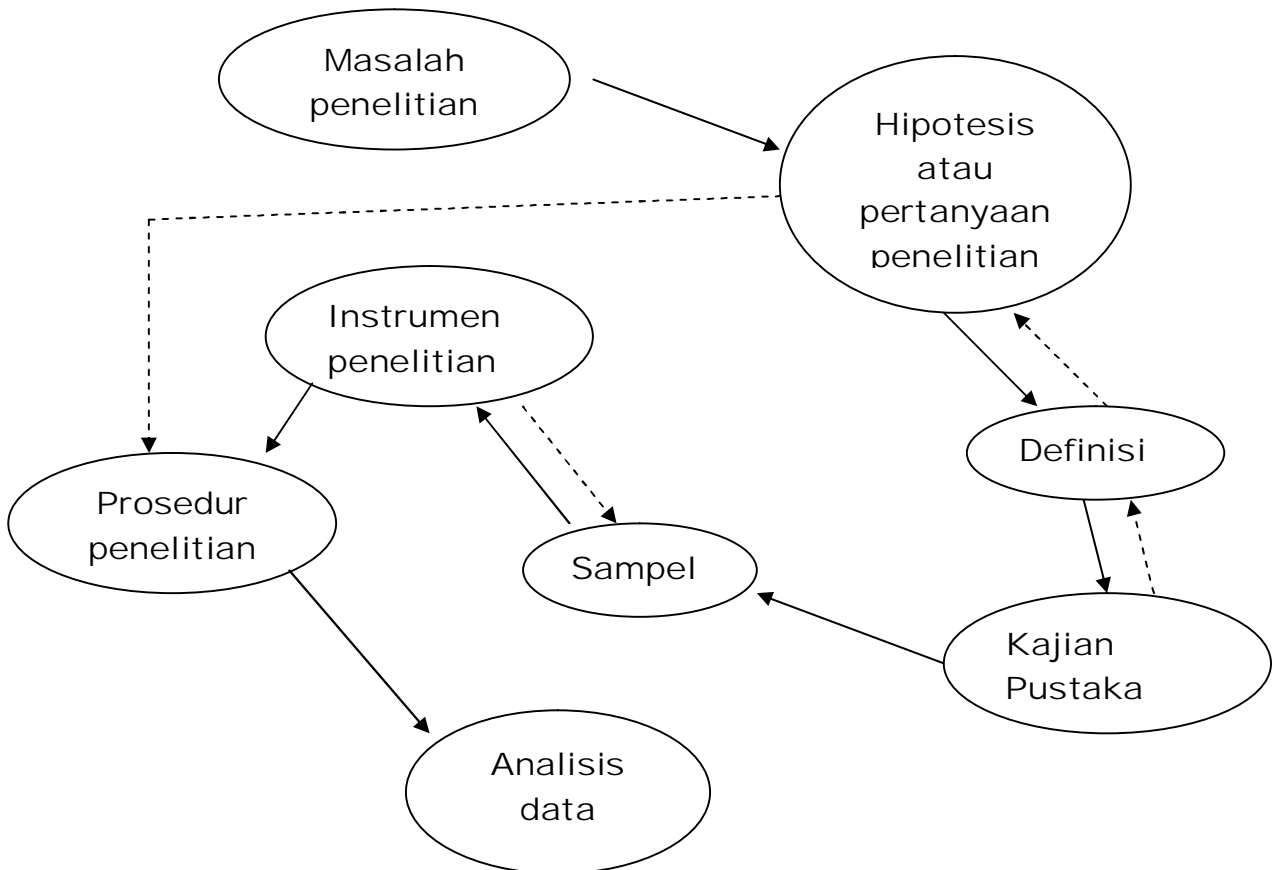 Masalah
penelitian
Hipotesis
atau
pertanyaan
penelitian
Instrumen
penelitian
Definisi
Prosedur
penelitian
Sampel
Kajian
Pustaka
Analisis
data